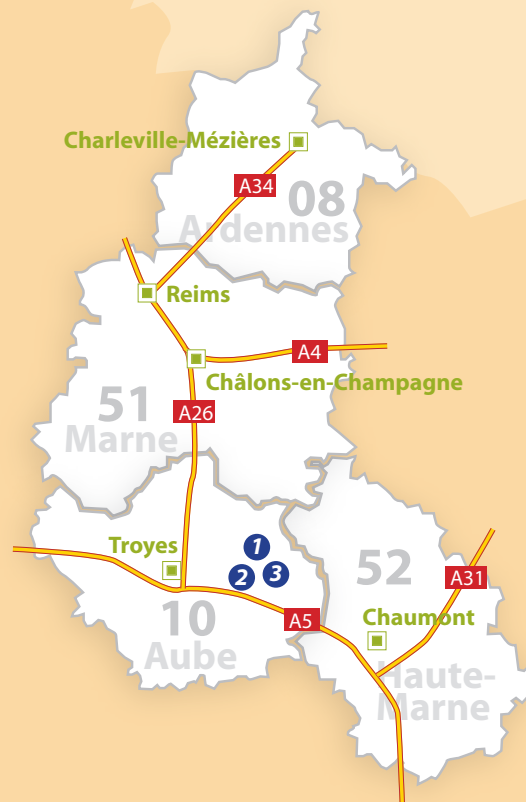 Charleville-Mézières
A34
08
Ardennes
Reims
A4
Châlons-en-Champagne
51
A26
Marne
Troyes
1
2
3
52
A31
10
A5
Chaumont
Aube
Haute-
Marne